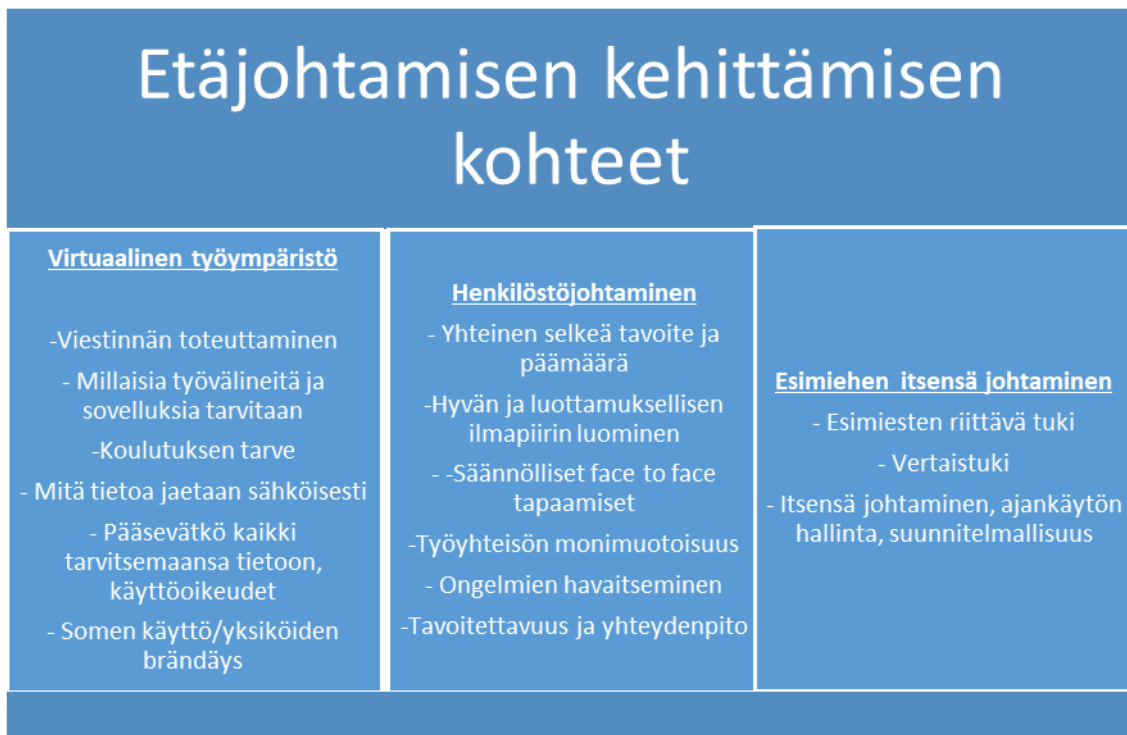 Etäjohtamisen kehittämisen
kohteet
Virtuaalinen työympäristö
-Viestinnän toteuttaminen
- Millaisia työvälineitä ja
sovelluksia tarvitaan
-Koulutuksen tarve
- Mitä tietoa jaetaan sähköisesti
- Pääsevätkö kaikki
tarvitsemaansa tietoon,
käyttöoikeudet
- Somen käyttö/yksiköiden
brändäys
Henkilöstöjohtaminen
- Yhteinen selkeä tavoite ja
päämäärä
-Hyvän ja luottamuksellisen
ilmapiirin luominen
- -Säännölliset face to face
tapaamiset
-Työyhteisön monimuotoisuus
- Ongelmien havaitseminen
-Tavoitettavuus ja yhteydenpito
Esimiehen itsensä johtaminen
- Esimiesten riittävä tuki
- Vertaistuki
- Itsensä johtaminen, ajankäytön
hallinta, suunnitelmallisuus